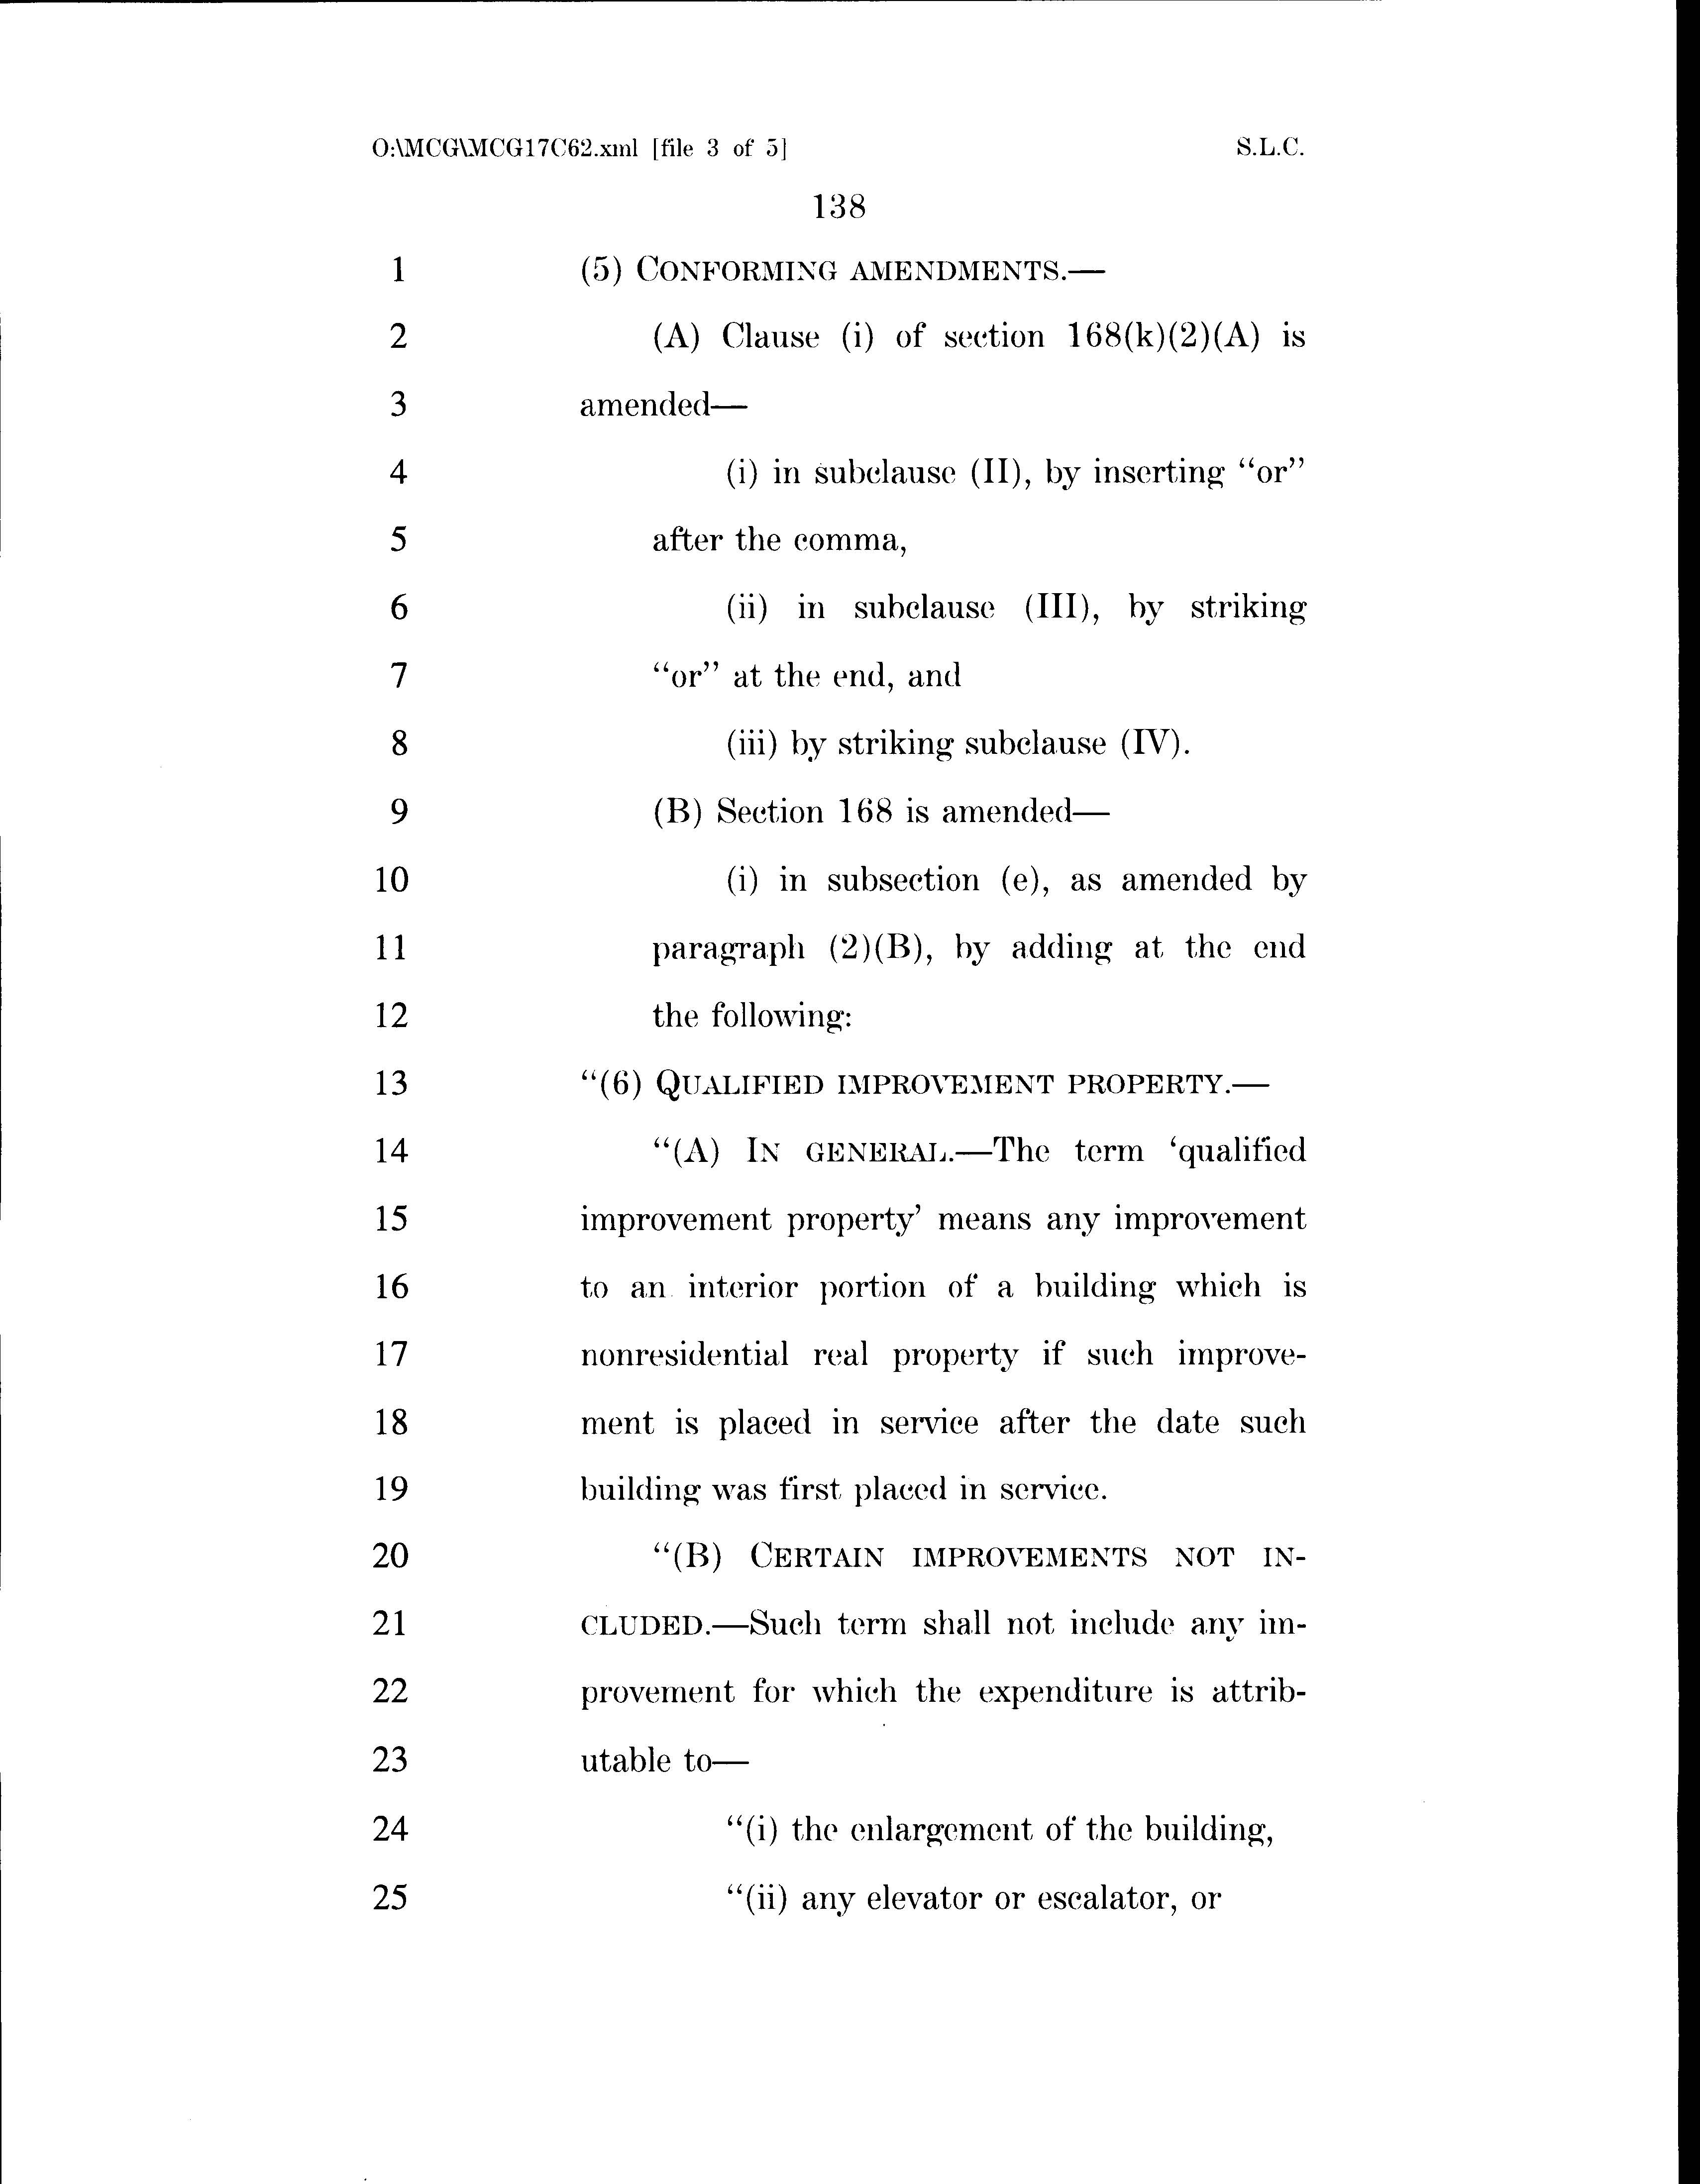 O:\MCG\MCG17C62.xml [file 3 of 5] S.L.C.
138
1 (5) CONFORMING AMENDMENTS.—
2 (A) Clause (i) of section 168(k)(2)(A) is
3 amended—
4 (i) in subclause (II), by inserting “or”
5 after the comma,
6 (ii) in subclause (III), by striking
7 “or” at the end, and
8 (iii) by striking subclause (IV).
9 (B) Section 168 is amended—
10 (i) in subsection (e), as amended by
11 paragraph (2)(B), by adding at the end
12 the following:
13 “(6) QUALIFIED IMPROVEMENT PROPERTY.—
14 “(A) IN GENERAL.—The term ‘qualified
15 improvement property’ means any improvement
16 to an interior portion of a building which is
17 nonresidential real property if such improve-
18 ment is placed in service after the date such
19 building was first placed in service.
20 “(B) CERTAIN IMPROVEMENTS NOT IN-
21 CLUDED.—Such term shall not include any im-
22 provement for which the expenditure is attrib-
23 utable to—
24 “(i) the enlargement of the building,
25 “(ii) any elevator or escalator, or